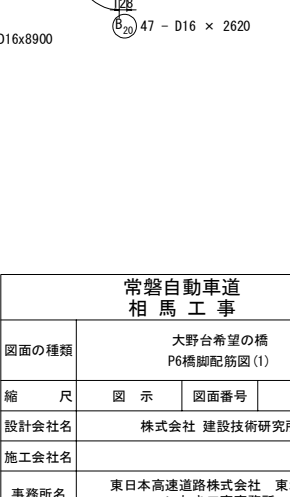 128
B20 47 - D16 × 2620
D16x8900
常磐自動車道
相 馬 工 事
図面の種類 大野台希望の橋
P6橋脚配筋図(1)
縮 尺 図 示 図面番号
設計会社名 株式会社 建設技術研究所
施工会社名
事務所名 東日本高速道路株式会社 東